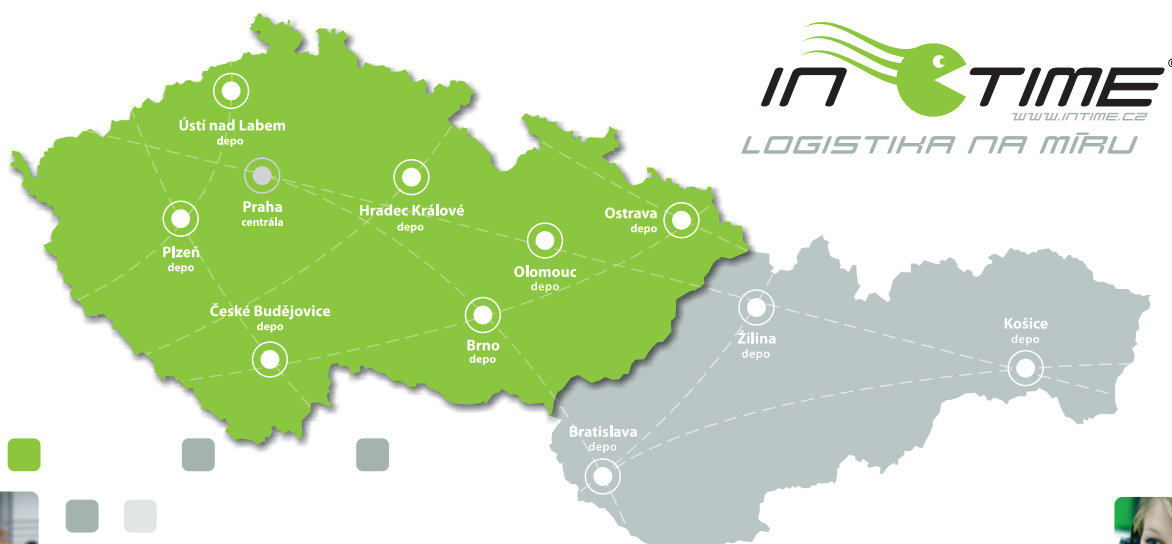 IN TIME®
www.intime.cz
LOGISTIKA NA MÍRU
Ústí nad Labem
depo
Praha
centrála
Hradec Králové
depo
Ostrava
depo
Plzeň
depo
Olomouc
depo
České Budějovice
depo
Brno
depo
Žilina
depo
Košice
depo
Bratislava
depo